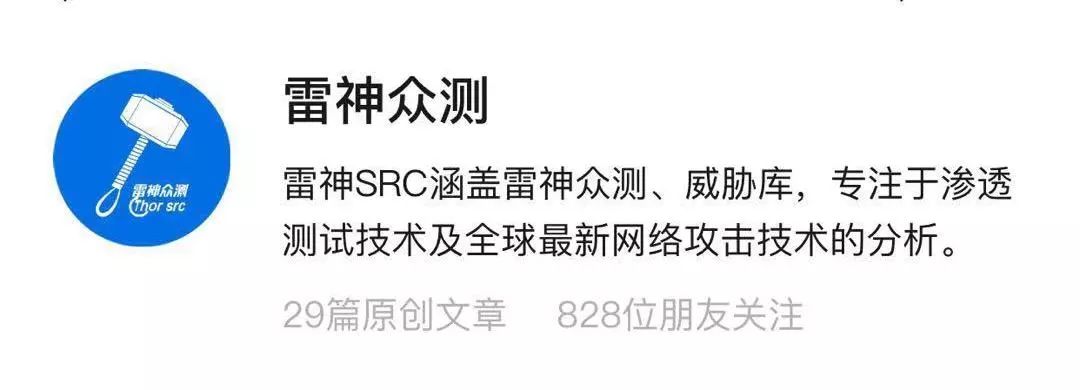 雷神众测
雷神SRC涵盖雷神众测、威胁库，专注于渗透
测试技术及全球最新网络攻击技术的分析。
29篇原创文章 828位朋友关注
雷神众测
Thor src